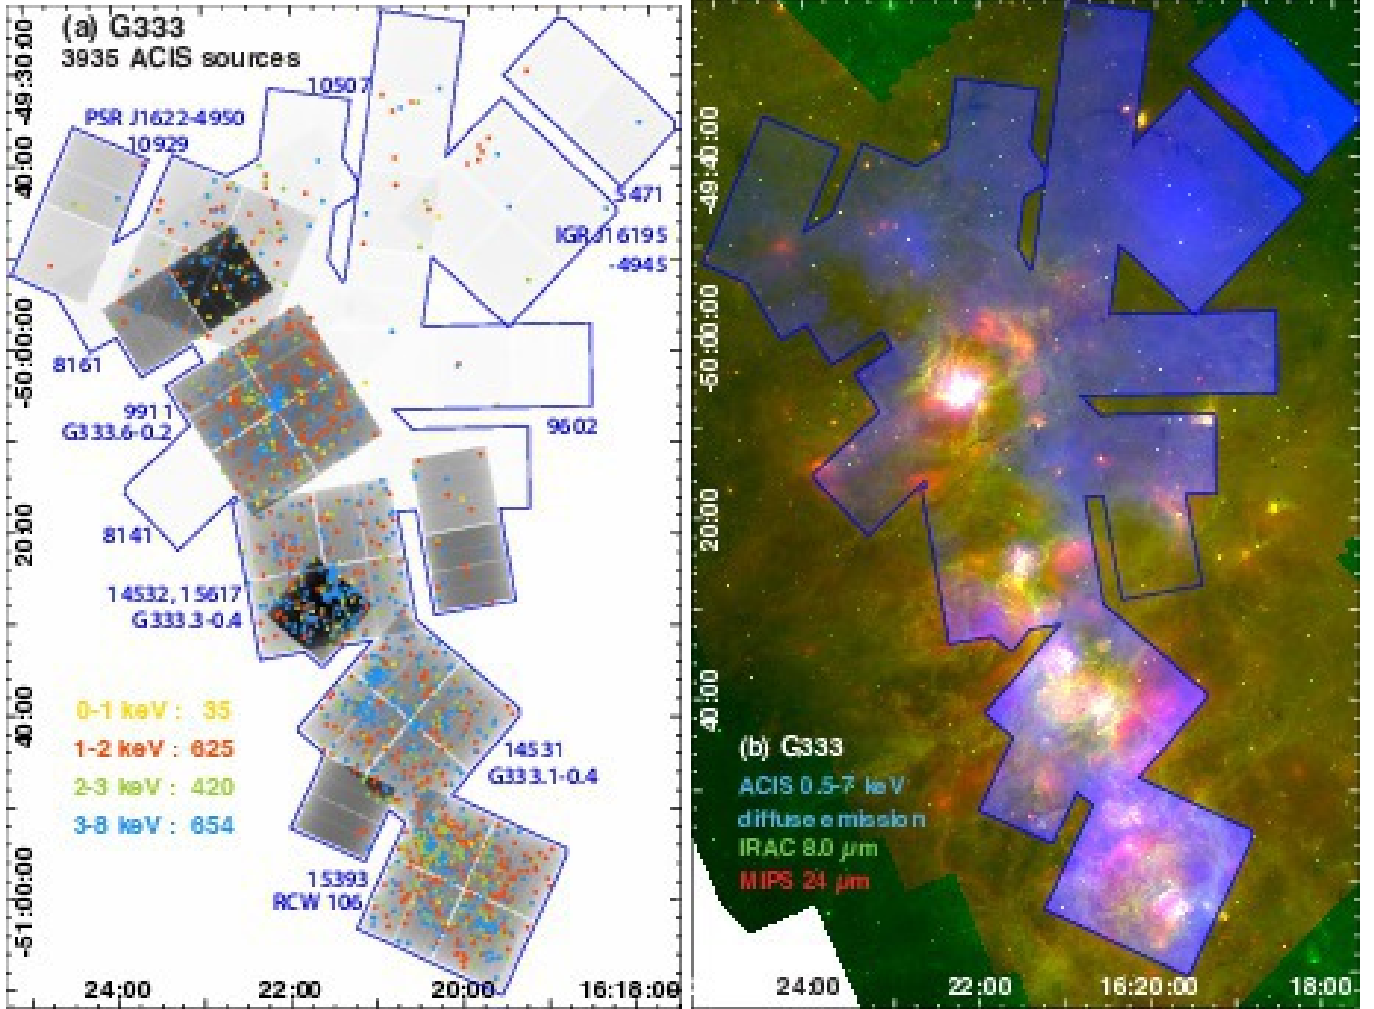 (a) G333
3935 ACIS sources
10507
PSR J1622-4950
10929
5471
IGR J16195
-4945
8161
9911
G333.6-0.2
9602
8141
14532, 15617
G333.3-0.4
0-1 keV : 35
1-2 keV : 625
2-3 keV : 420
3-8 keV : 654
14531
G333.1-0.4
15393
RCW 106
-49:30:00
40:00
-50:00:00
20:00
40:00
-51:00:00
24:00
22:00
20:00
16:18:00
(b) G333
ACIS 0.5-7 keV
diffuse emission
IRAC 8.0 µm
MIPS 24 µm
-49:40:00
-50:00:00
20:00
40:00
24:00
22:00
16:20:00
18:00